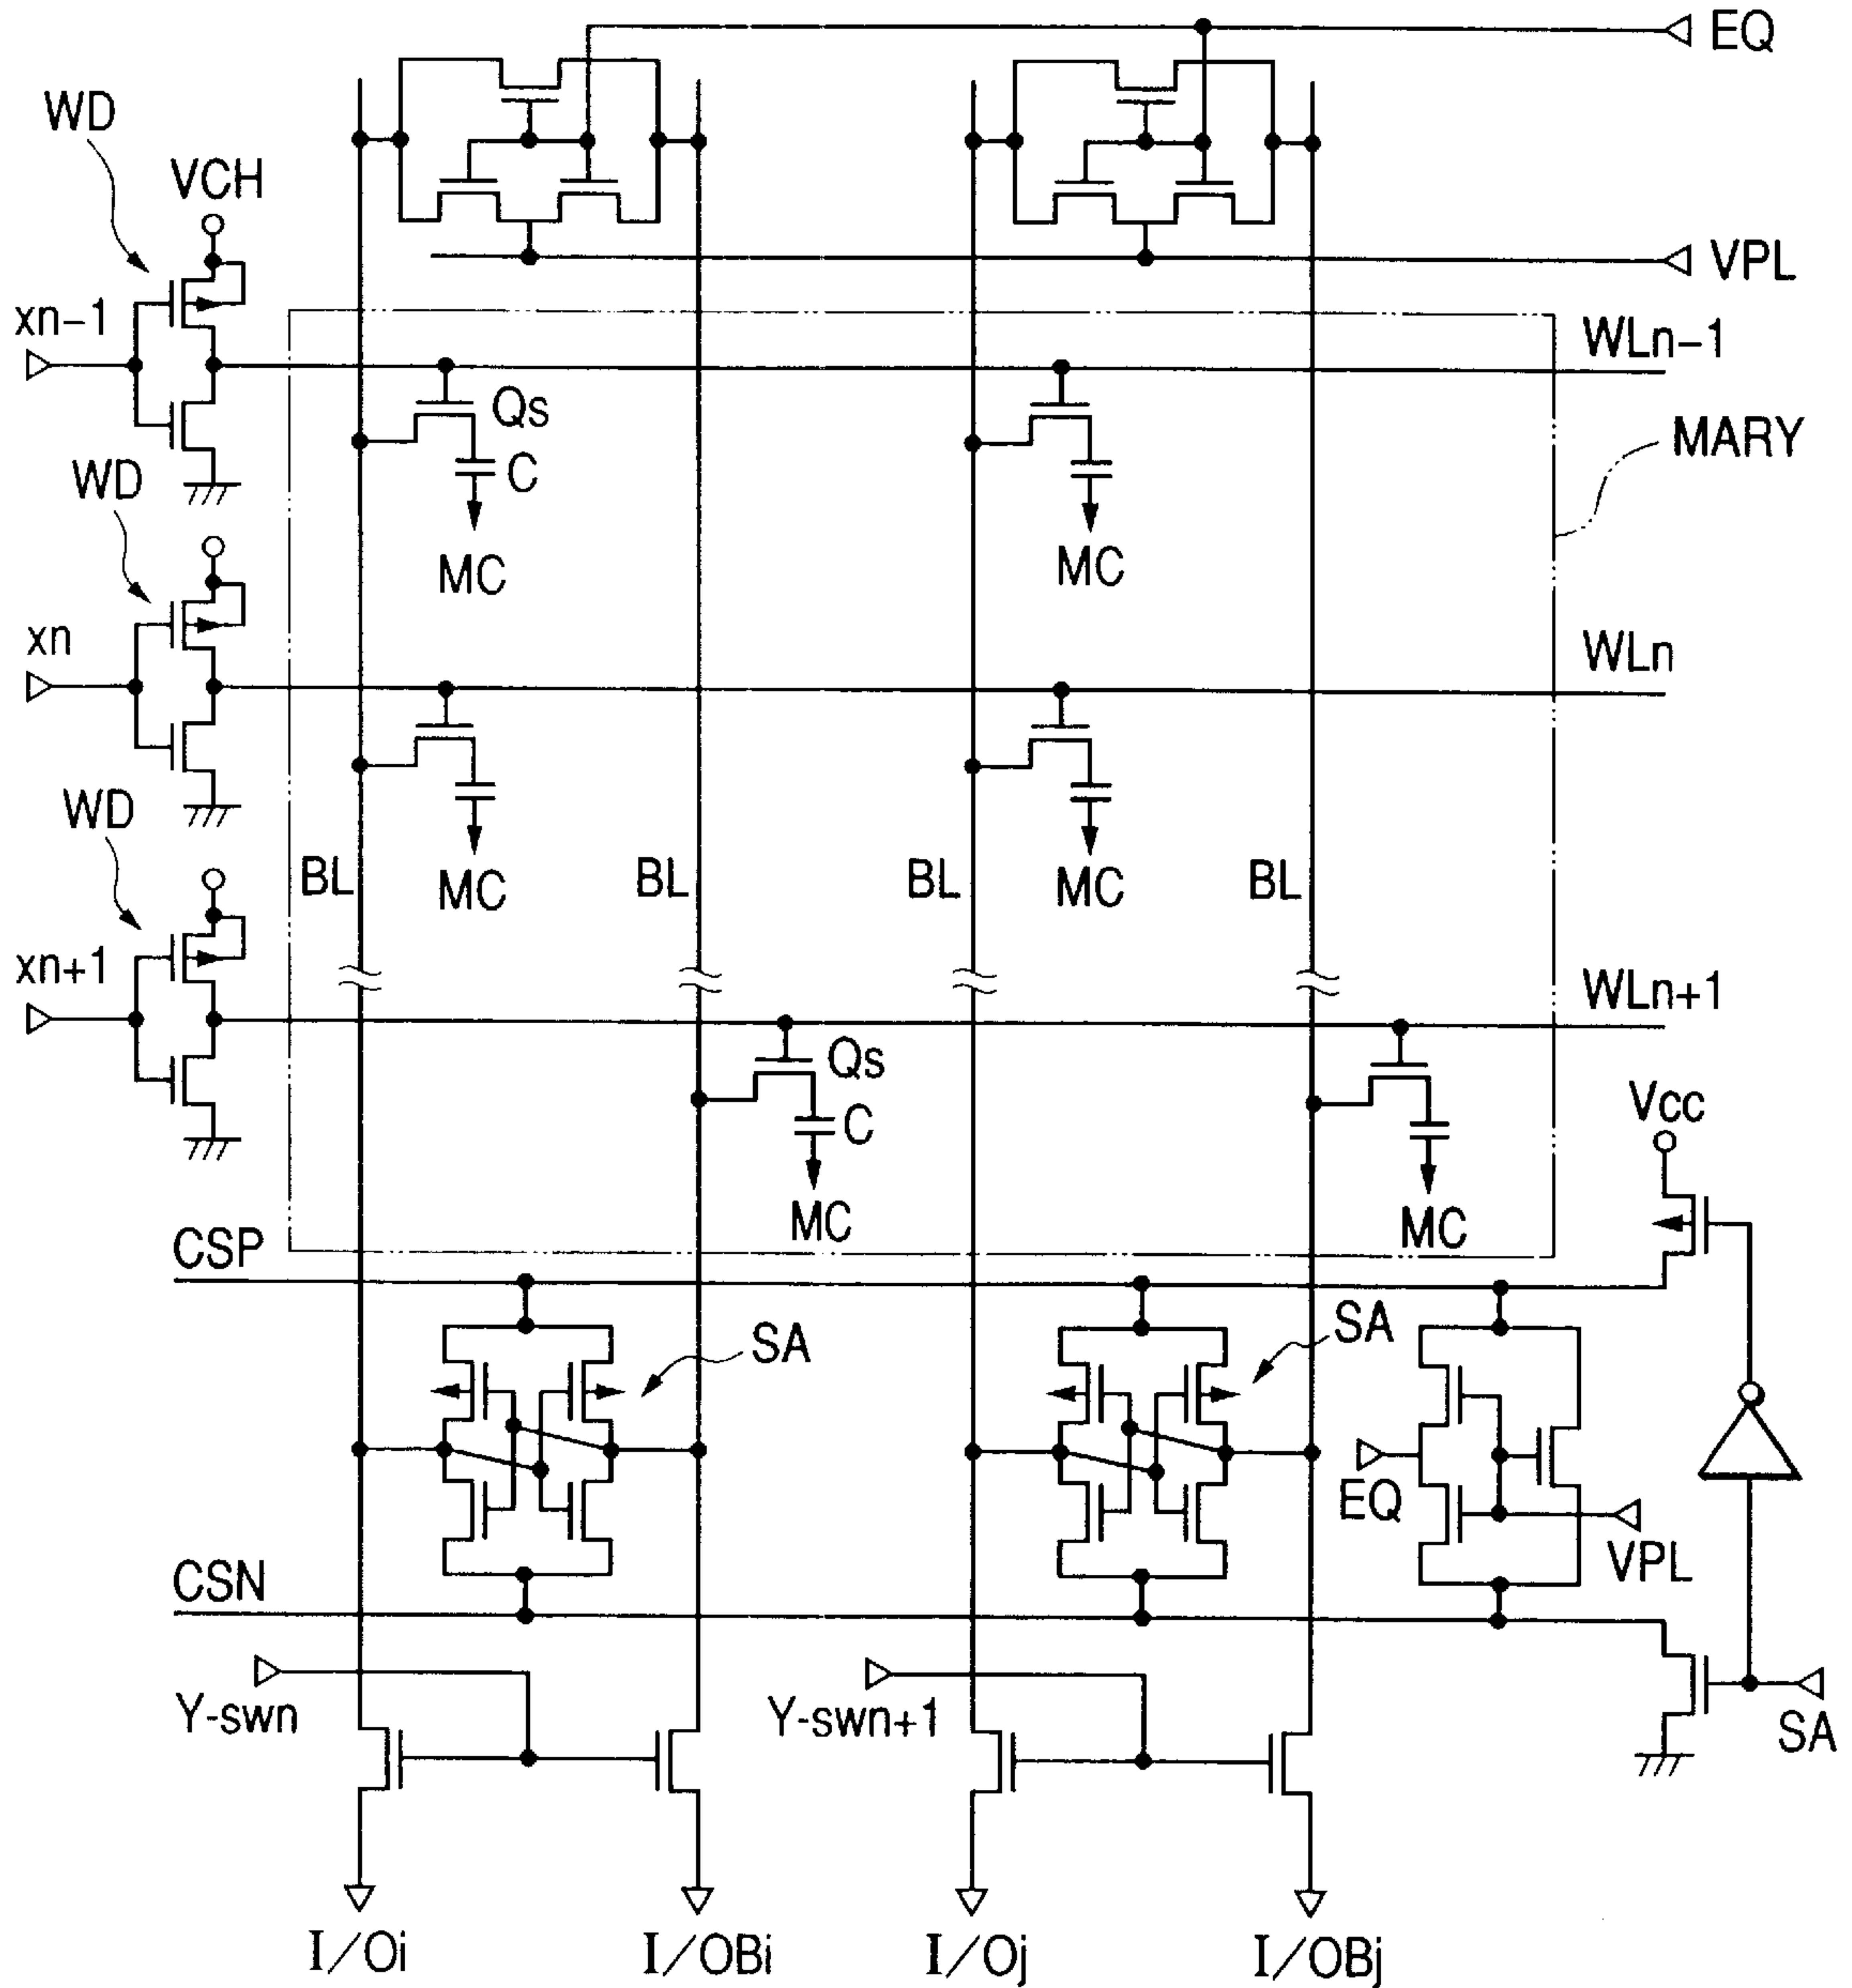 EQ
WD
VCH
VPL
xn-1
WLn-1
Qs
MARY
C
WD
MC
MC
xn
WLn
WD
BL
MC
BL
BL
MC
BL
xn+1
WLn+1
Qs
Vcc
C
MC
MC
CSP
SA
SA
EQ
CSN
VPL
Y-swn
Y-swn+1
SA
I/Oi
I/OBi
I/Oj
I/OBj